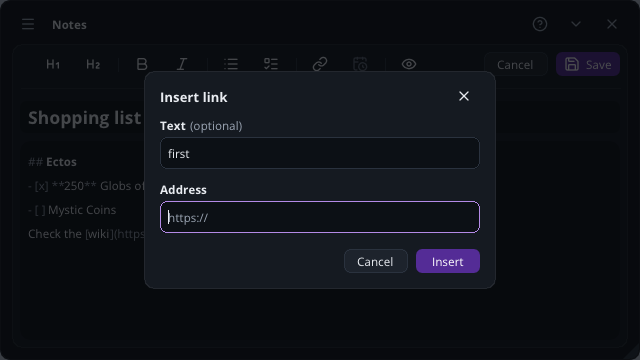 Notes
H1 H2 B I Cancel Save
Shopping list
## Ectos
- [x] **250** Globs of
- [ ] Mystic Coins
Check the [wiki](https
Insert link
Text (optional)
first
Address
https://
Cancel Insert